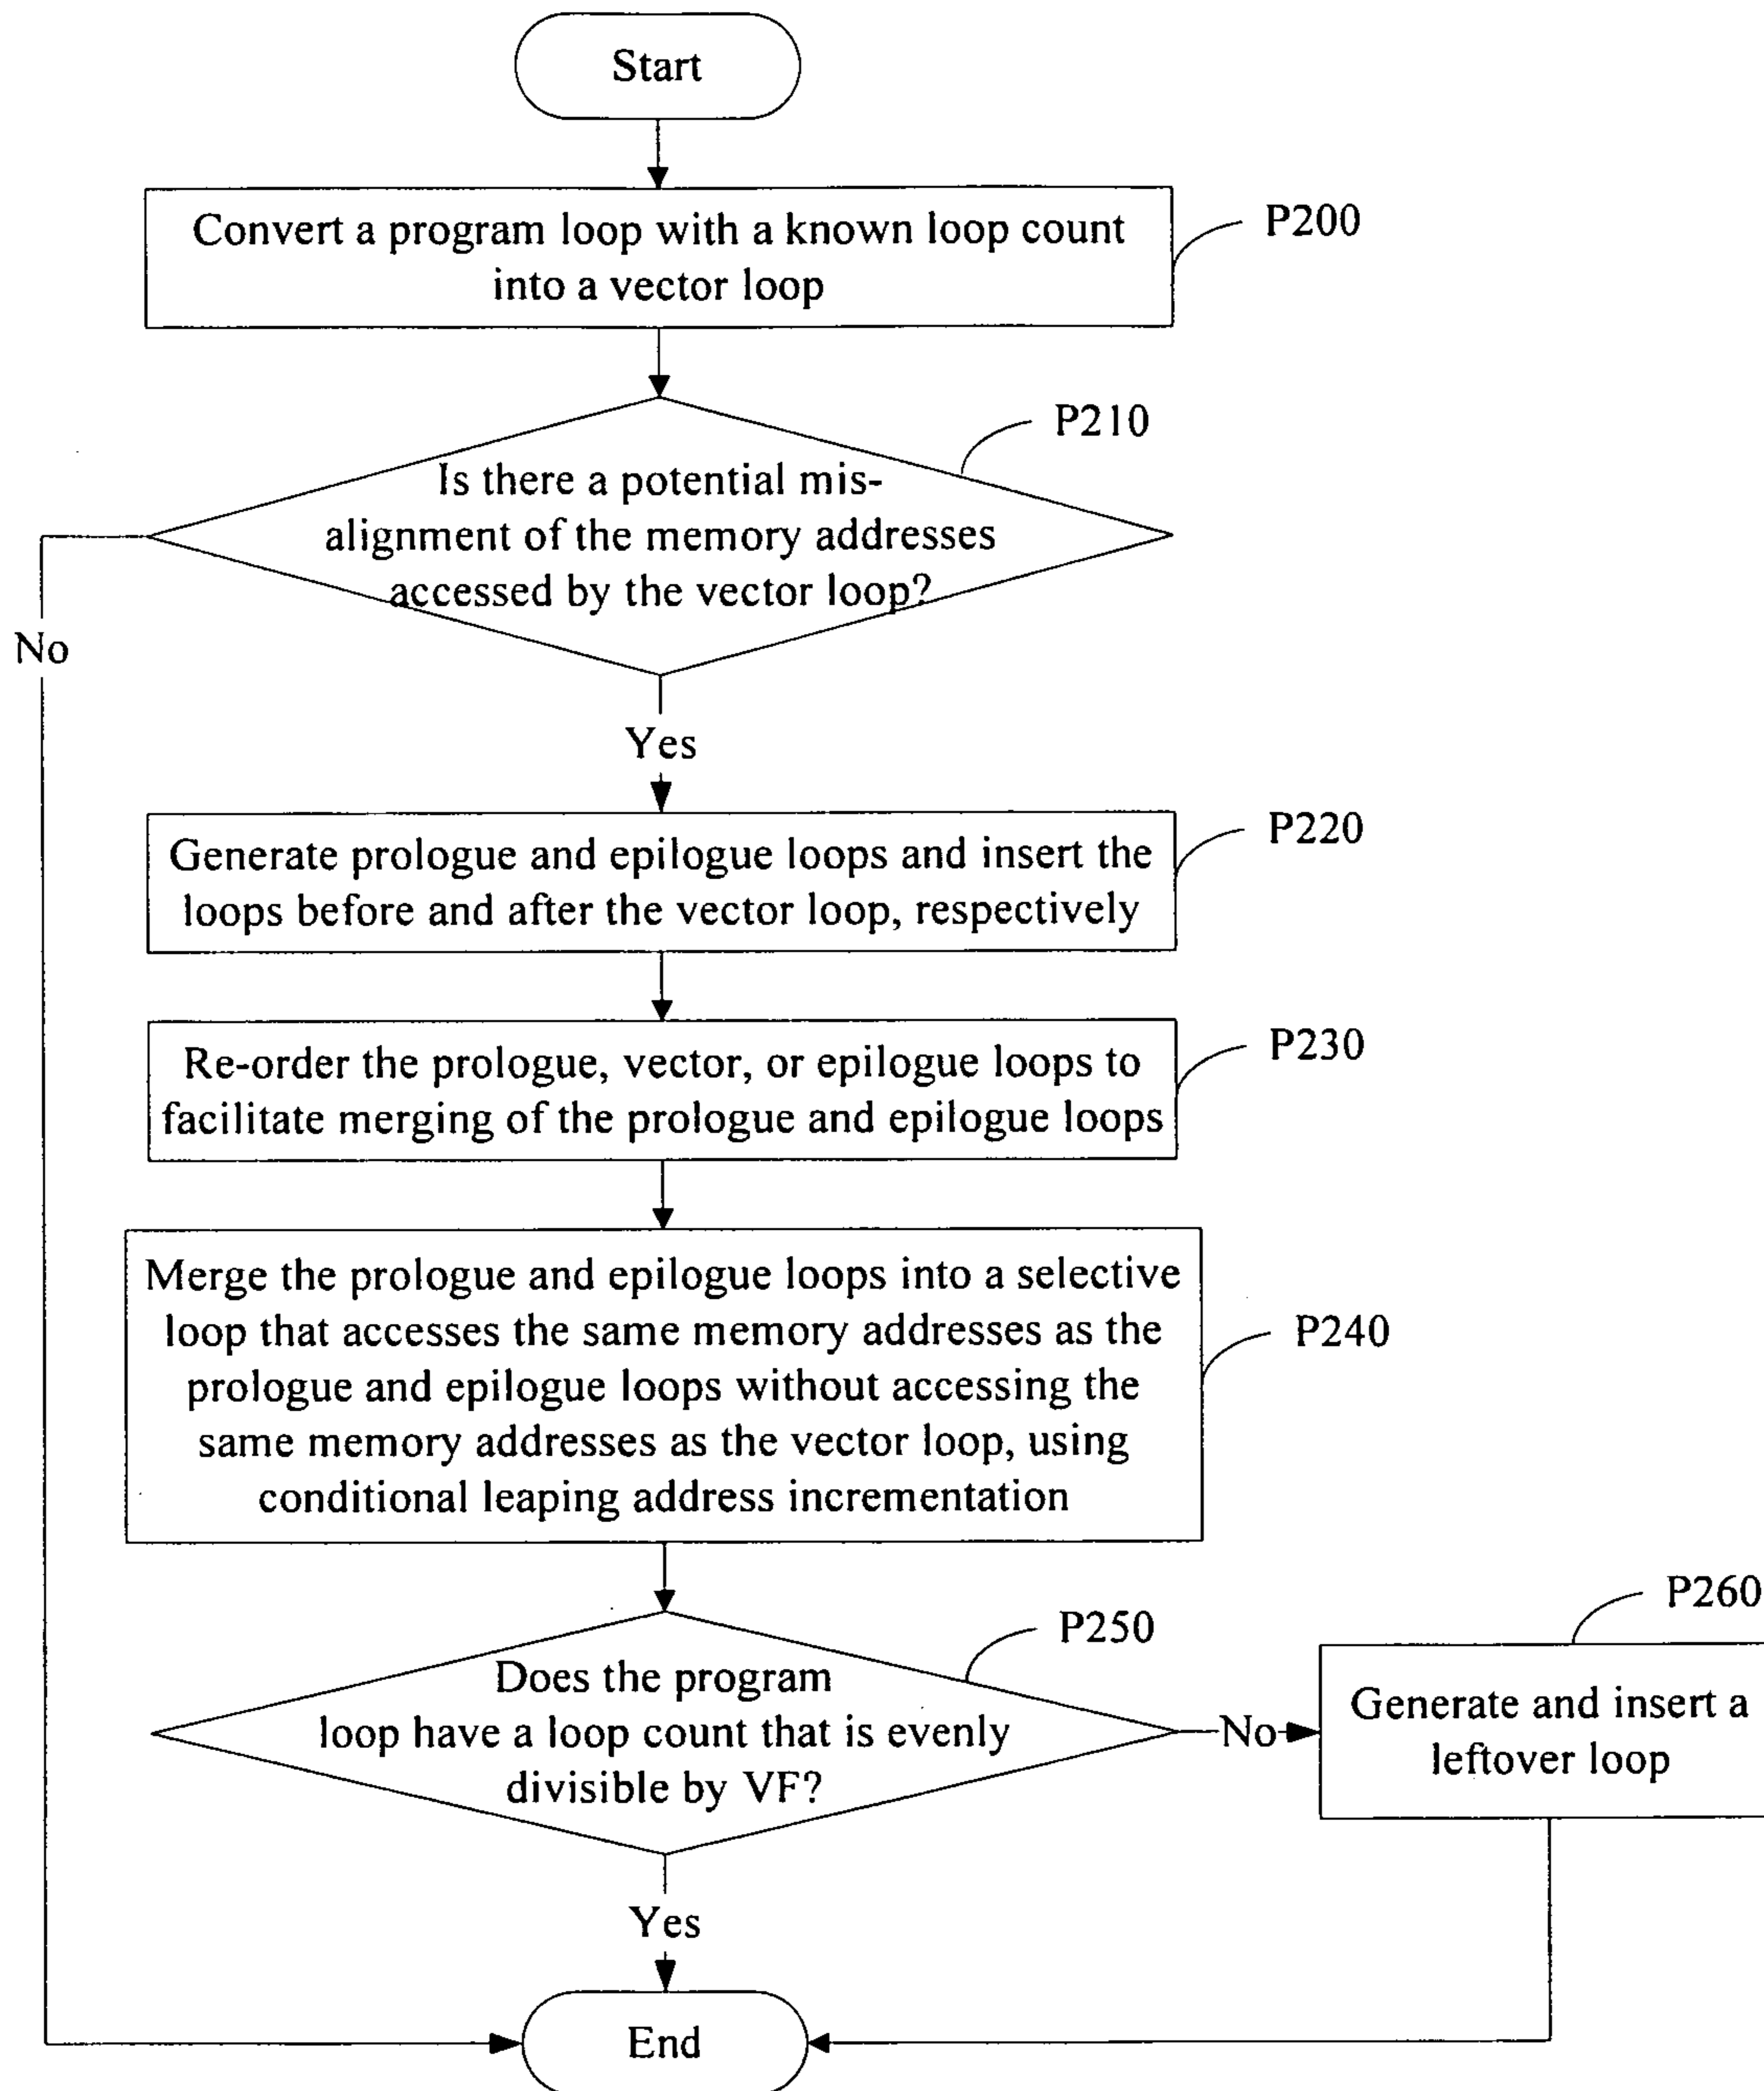 Start
Convert a program loop with a known loop count
into a vector loop
P200
P210
Is there a potential mis-
alignment of the memory addresses
accessed by the vector loop?
No
Yes
P220
Generate prologue and epilogue loops and insert the
loops before and after the vector loop, respectively
P230
Re-order the prologue, vector, or epilogue loops to
facilitate merging of the prologue and epilogue loops
Merge the prologue and epilogue loops into a selective
loop that accesses the same memory addresses as the
prologue and epilogue loops without accessing the
same memory addresses as the vector loop, using
conditional leaping address incrementation
P240
P250
Does the program
loop have a loop count that is evenly
divisible by VF?
No
P260
Generate and insert a
leftover loop
Yes
End